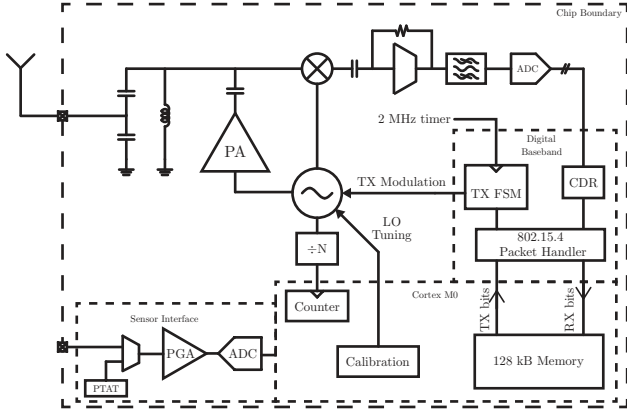 Chip Boundary
ADC
2 MHz timer
Digital
Baseband
PA
TX Modulation
TX FSM
CDR
LO
Tuning
÷N
802.15.4
Packet Handler
Counter
Cortex M0
TX bits
RX bits
Sensor Interface
PGA
ADC
PTAT
Calibration
128 kB Memory